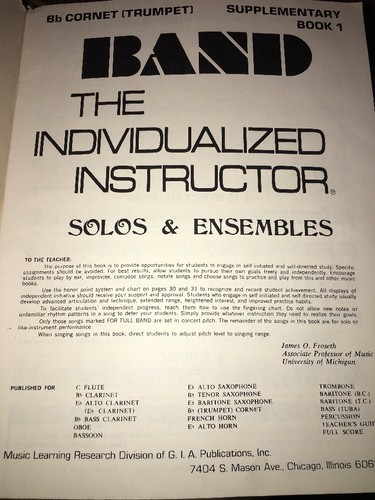 Bb CORNET (TRUMPET) SUPPLEMENTARY
BOOK 1
BAND
THE
INDIVIDUALIZED
INSTRUCTOR®
SOLOS & ENSEMBLES
TO THE TEACHER:
The purpose of this book is to provide opportunities for students to engage in self initiated and self-directed study. Specific
assignments should be avoided. For best results, allow students to pursue their own goals freely and independently. Encourage
students to play by ear, improvise, compose songs, notate songs and choose songs to practice and play from this and other music
books.
Use the honor point system and chart on pages 30 and 31 to recognize and record student achievement. All displays of
independent initiative should receive your support and approval. Students who engage in self initiated and self directed study usually
develop advanced articulation and technique, extended range, heightened interest, and improved practice habits.
To facilitate students' independent progress, teach them how to use the fingering chart. Do not allow new notes or
unfamiliar rhythm patterns in a song to defer your students. Simply provide whatever instruction they need to realize their goals.
Only those songs marked FOR FULL BAND are set in concert pitch. The remainder of the songs in this book are for solo or
like-instrument performance.
When singing songs in this book, direct students to adjust pitch level to singing range.
James O. Froseth
Associate Professor of Music
University of Michigan
PUBLISHED FOR C FLUTE Eb ALTO SAXOPHONE TROMBONE
Bb CLARINET Bb TENOR SAXOPHONE BARITONE (B.C.)
Eb ALTO CLARINET Eb BARITONE SAXOPHONE BARITONE (T.C.)
(Eb CLARINET) Bb (TRUMPET) CORNET BASS (TUBA)
Bb BASS CLARINET FRENCH HORN PERCUSSION
OBOE Eb ALTO HORN TEACHER'S GUIDE
BASSOON FULL SCORE
Music Learning Research Division of G. I. A. Publications, Inc.
7404 S. Mason Ave., Chicago, Illinois